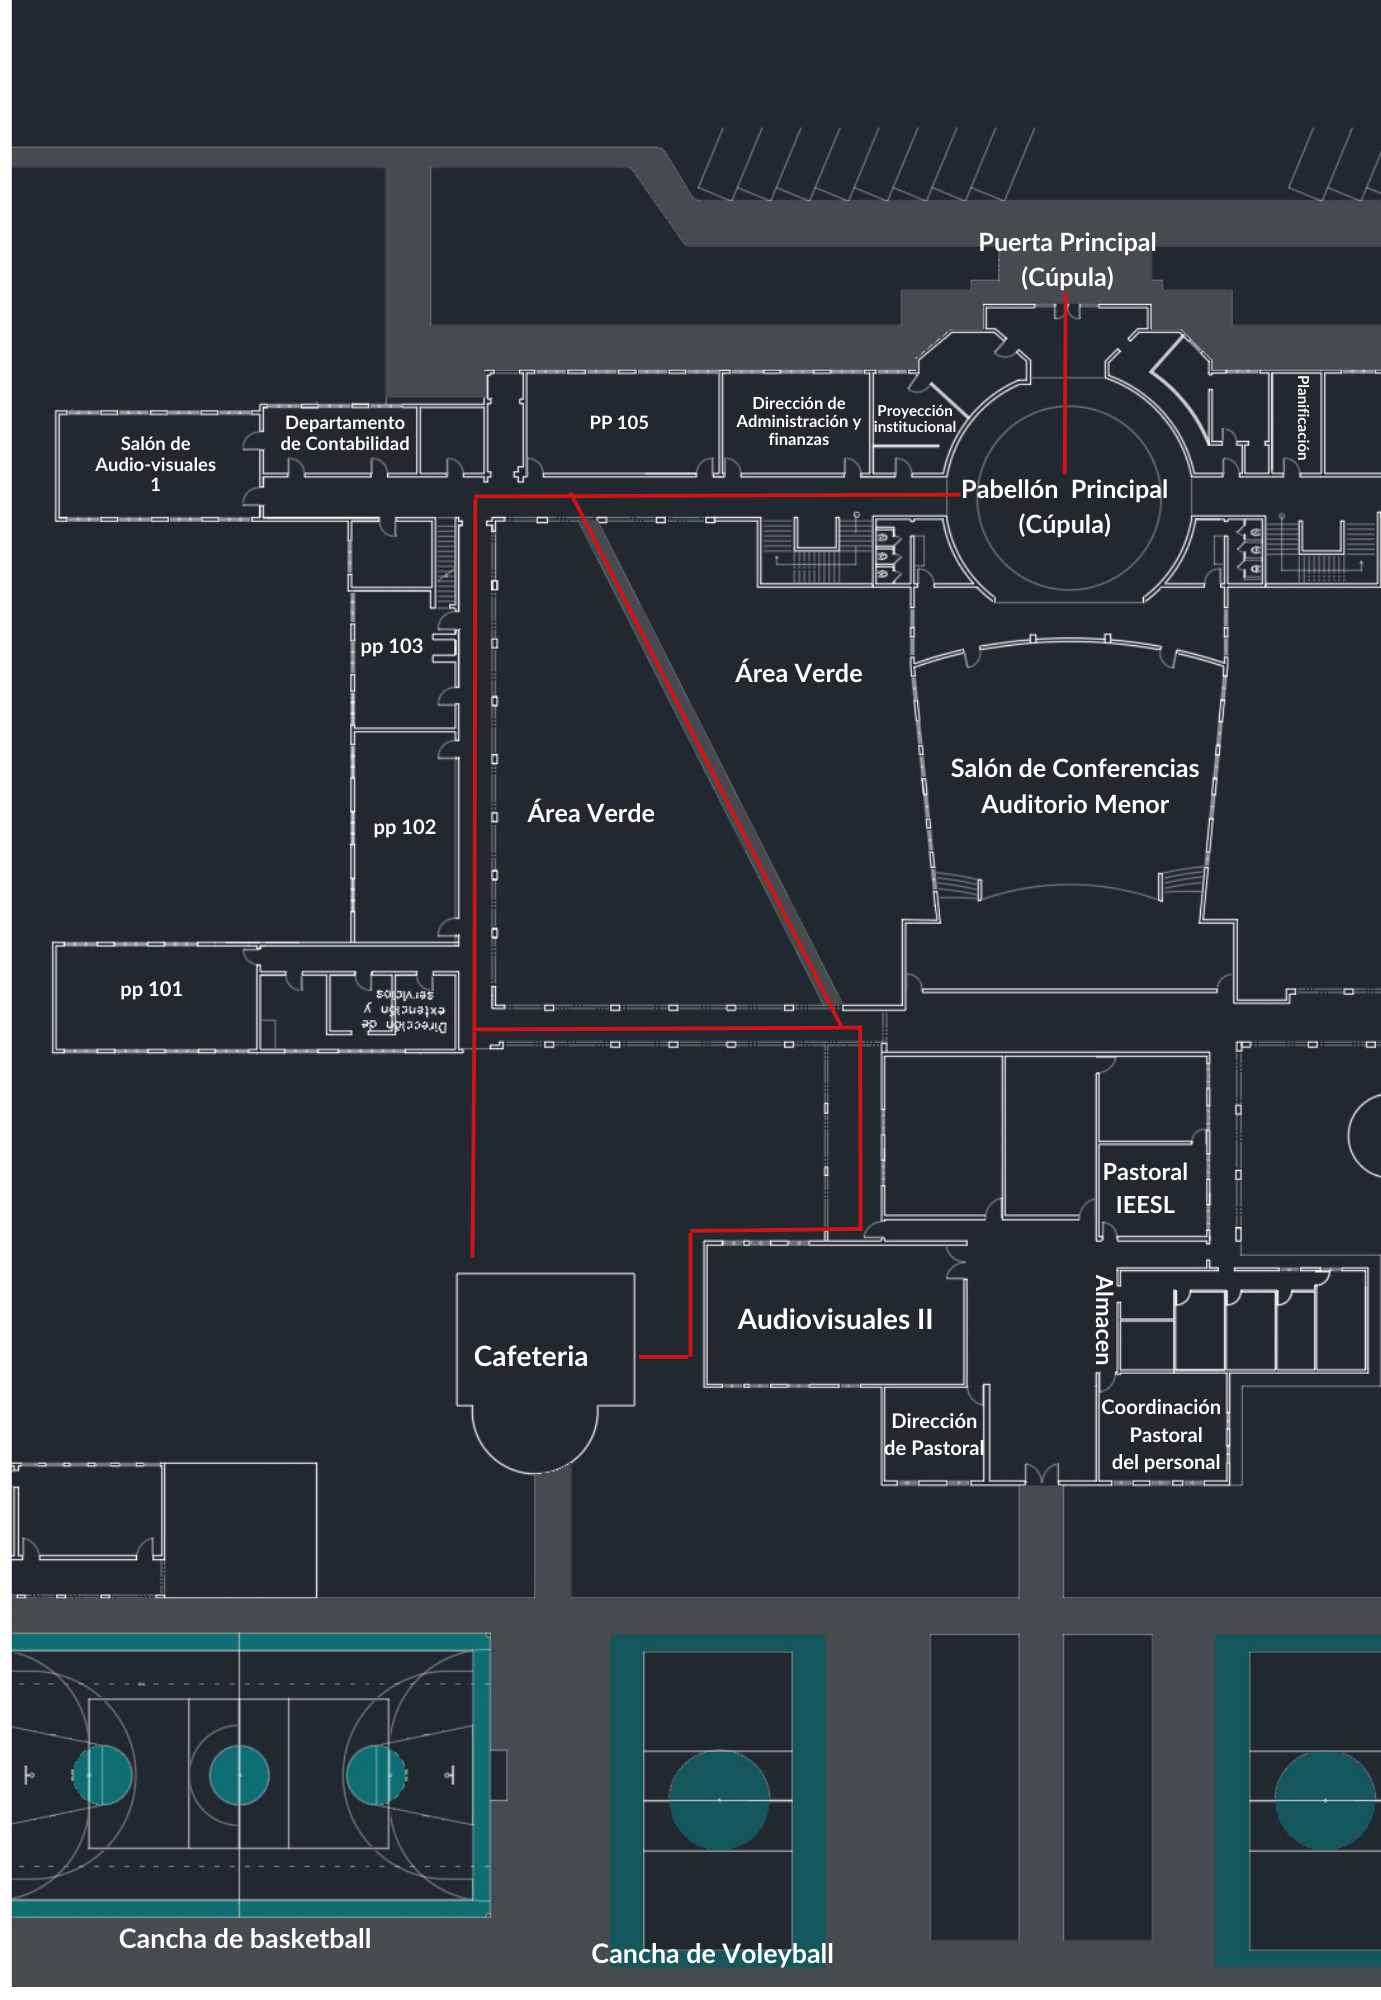 Puerta Principal
(Cúpula)
Salón de
Audio-visuales
1
Departamento
de Contabilidad
PP 105
Dirección de
Administración y
finanzas
Proyección
institucional
Planificación
Pabellón  Principal
(Cúpula)
pp 103
Área Verde
Salón de Conferencias
Auditorio Menor
Área Verde
pp 102
pp 101
Dirección de
extención y
servicios
Pastoral
IEESL
Almacen
Audiovisuales II
Cafeteria
Dirección
de Pastoral
Coordinación
Pastoral
del personal
Cancha de basketball
Cancha de Voleyball